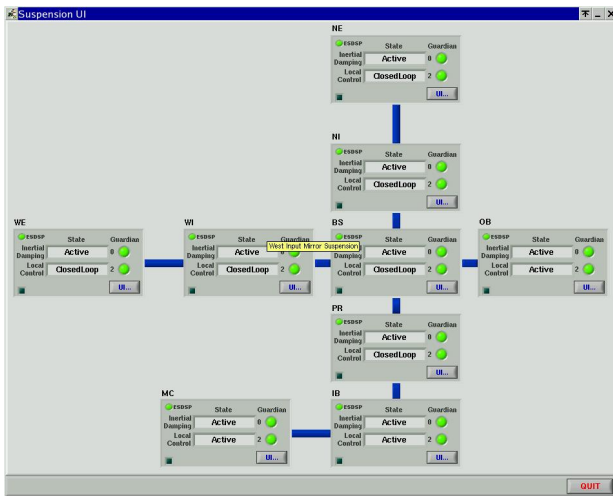 Suspension UI
NE
ESDSP State Guardian
Inertial Damping Active 0
Local Control ClosedLoop 2
UI...
NI
ESDSP State Guardian
Inertial Damping Active 0
Local Control ClosedLoop 2
UI...
WE
ESDSP State Guardian
Inertial Damping Active 0
Local Control ClosedLoop 2
UI...
WI
ESDSP State Guardian
West Input Mirror Suspension
Inertial Damping Active 0
Local Control ClosedLoop 2
UI...
BS
ESDSP State Guardian
Inertial Damping Active 0
Local Control ClosedLoop 2
UI...
OB
ESDSP State Guardian
Inertial Damping Active 0
Local Control Active 2
UI...
PR
ESDSP State Guardian
Inertial Damping Active 0
Local Control ClosedLoop 2
UI...
MC
ESDSP State Guardian
Inertial Damping Active 0
Local Control Active 2
UI...
IB
ESDSP State Guardian
Inertial Damping Active 0
Local Control Active 2
UI...
QUIT